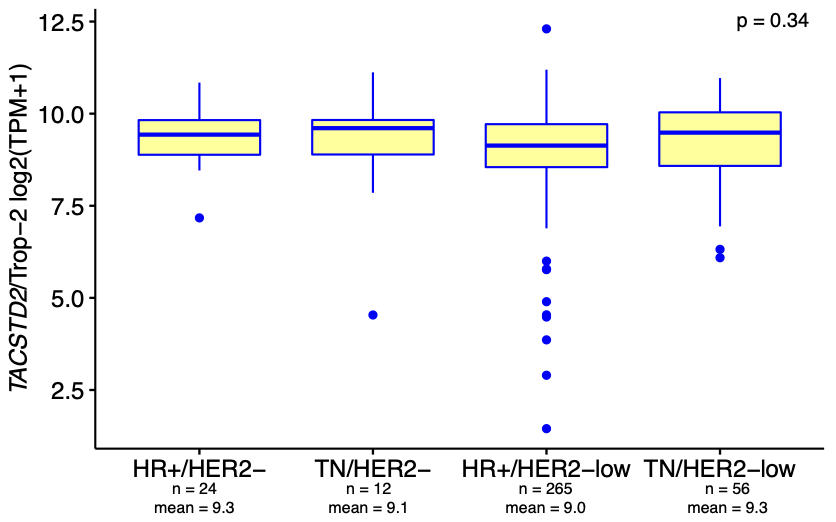 p = 0.34
TACSTD2/Trop−2 log2(TPM+1)
12.5
10.0
7.5
5.0
2.5
HR+/HER2− TN/HER2− HR+/HER2−low TN/HER2−low
n = 24 n = 12 n = 265 n = 56
mean = 9.3 mean = 9.1 mean = 9.0 mean = 9.3